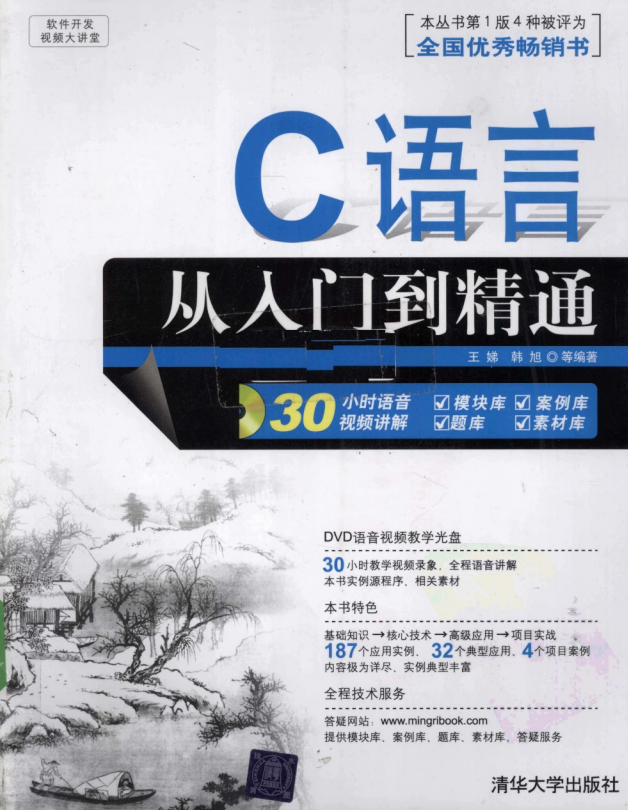 软件开发
视频大讲堂
本丛书第1版4种被评为
全国优秀畅销书
C语言
从入门到精通
王娣 韩旭◎等编著
30小时语音
视频讲解
☑模块库 ☑案例库
☑题库 ☑素材库
DVD语音视频教学光盘
30小时教学视频录象，全程语音讲解
本书实例源程序、相关素材
本书特色
基础知识→核心技术→高级应用→项目实战
187个应用实例、32个典型应用、4个项目案例
内容极为详尽、实例典型丰富
全程技术服务
答疑网站：www.mingribook.com
提供模块库、案例库、题库、素材库，答疑服务
清华大学出版社